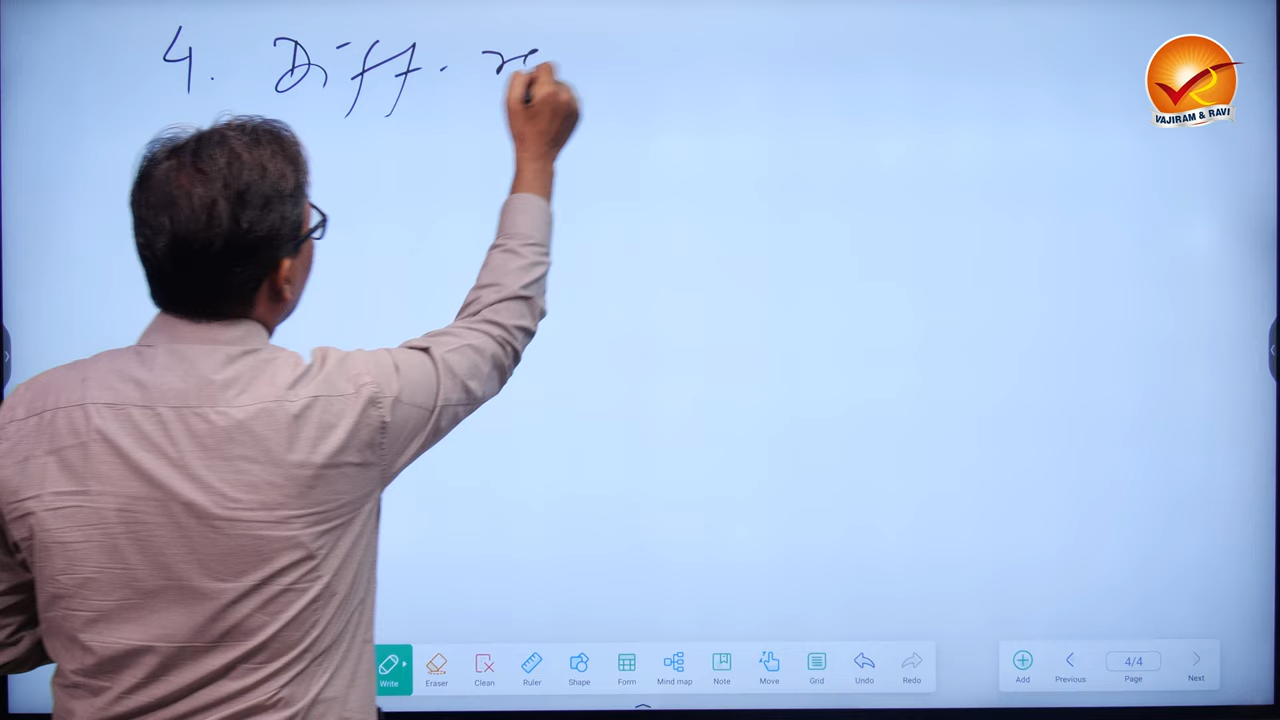 4. Diff. re
VAJIRAM & RAVI
Write
Eraser
Clean
Ruler
Shape
Form
Mind map
Note
Move
Grid
Undo
Redo
Add
Previous
4/4
Page
Next